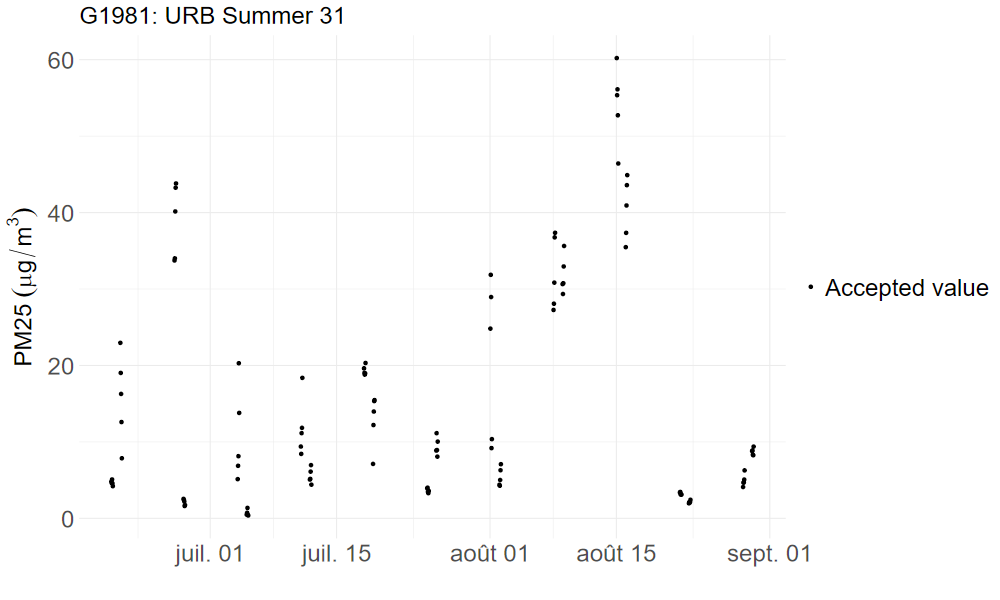 G1981: URB Summer 31
PM25 (μg/m³)
60
40
20
0
juil. 01
juil. 15
août 01
août 15
sept. 01
Accepted value